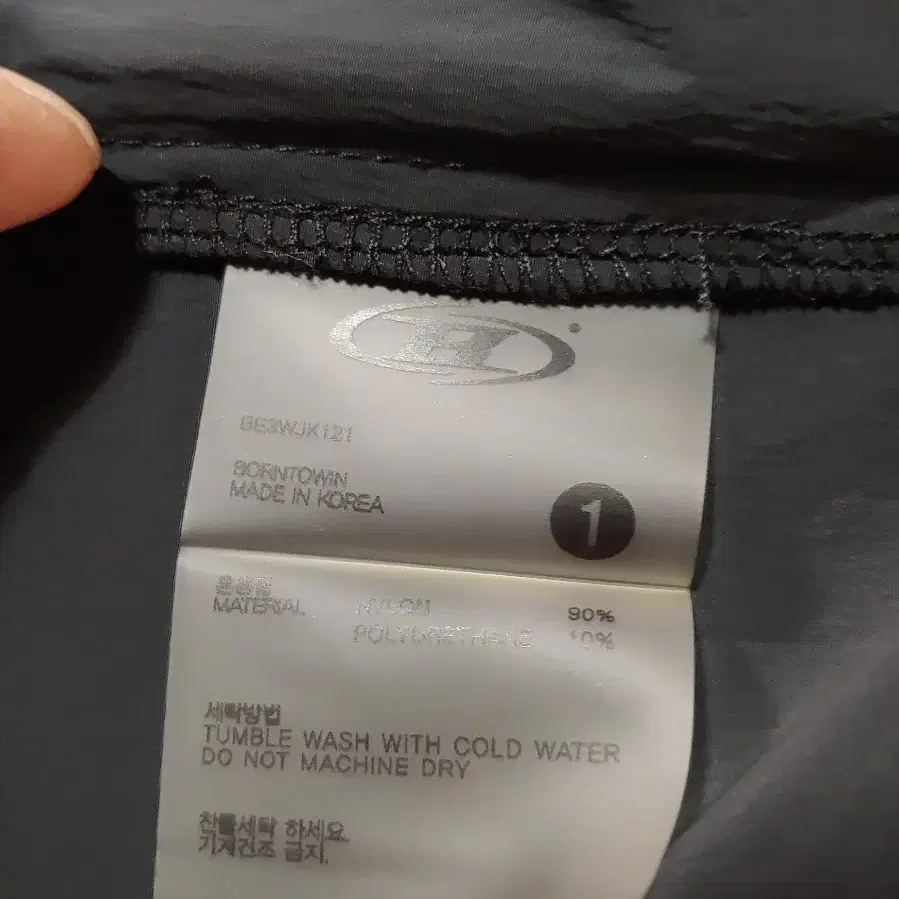 BE3WJK121
BORNTOWIN
MADE IN KOREA
1
혼용률
MATERIAL NYLON 90%
POLYURETHANE 10%
세탁방법
TUMBLE WASH WITH COLD WATER
DO NOT MACHINE DRY
찬물세탁 하세요.
기계건조 금지.